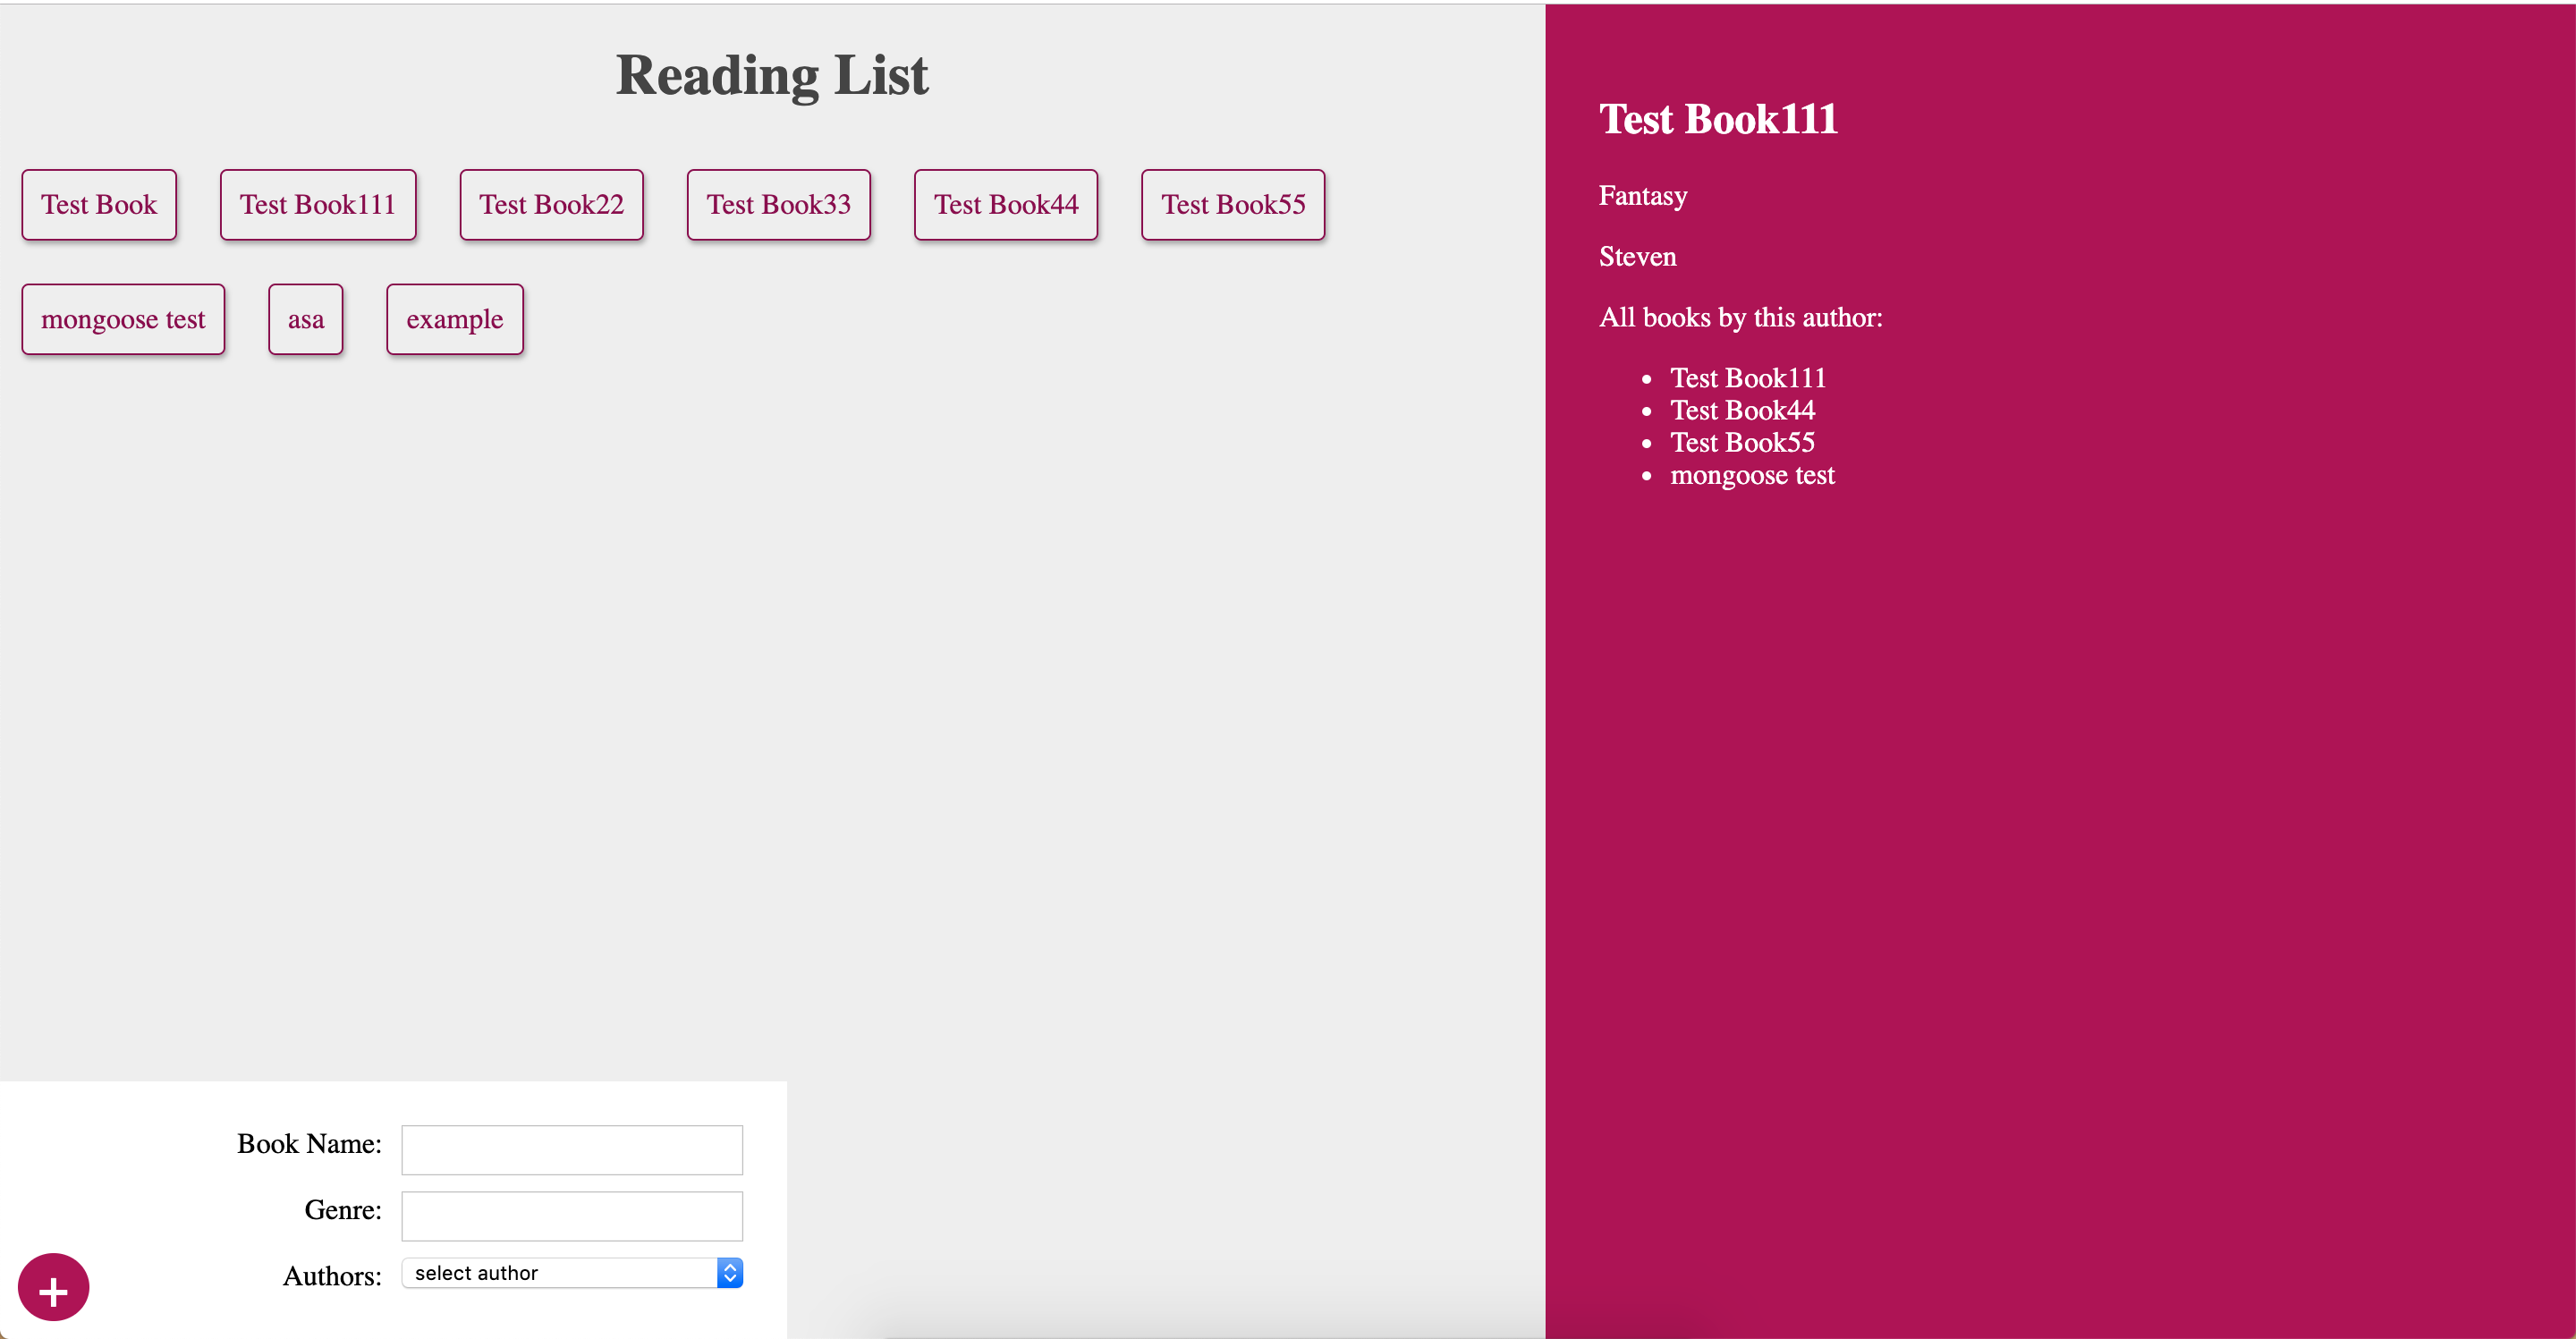 Reading List
Test Book Test Book111 Test Book22 Test Book33 Test Book44 Test Book55
mongoose test asa example
Book Name:
Genre:
Authors: select author
+
Test Book111
Fantasy
Steven
All books by this author:
• Test Book111
• Test Book44
• Test Book55
• mongoose test